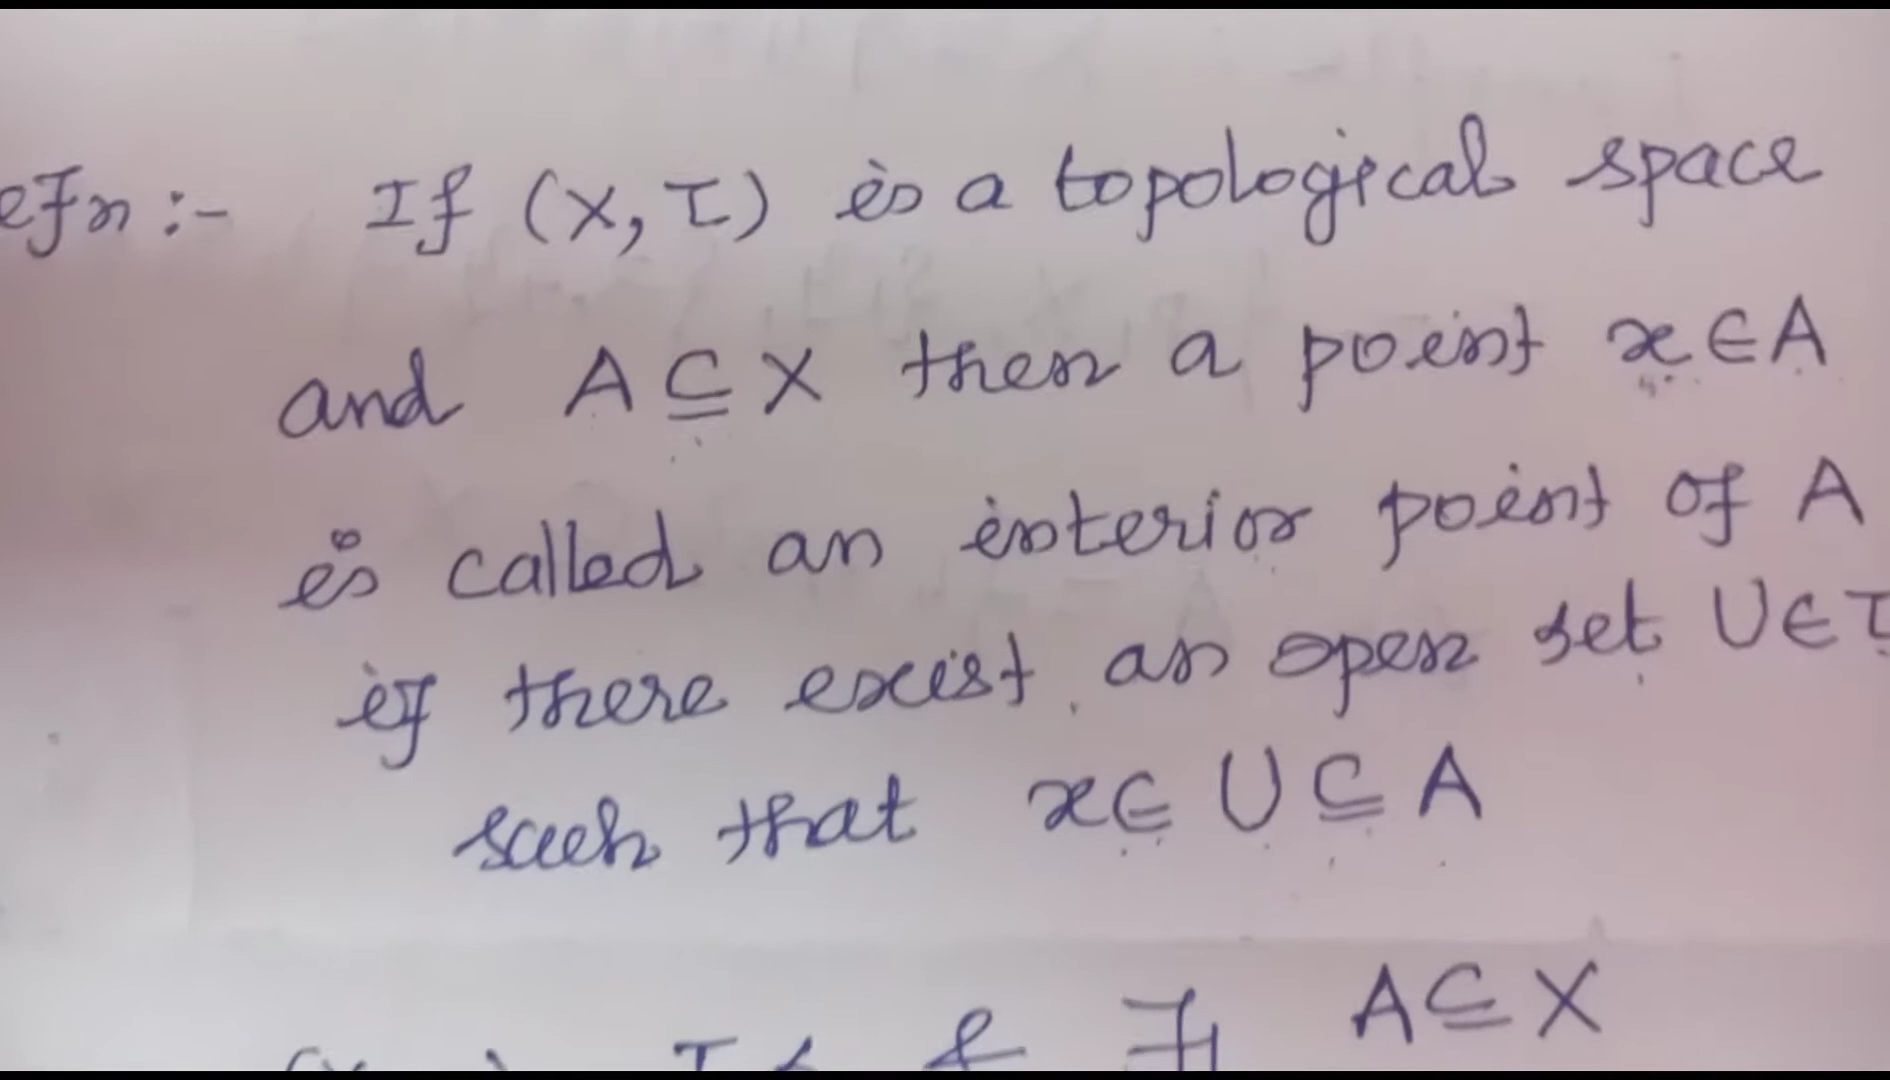 efn :- If (X, τ) is a topological space
and A ⊆ X then a point x ∈ A
is called an interior point of A
if there exist an open set U ∈ τ
such that x ∈ U ⊆ A
& ∃ A ⊆ X